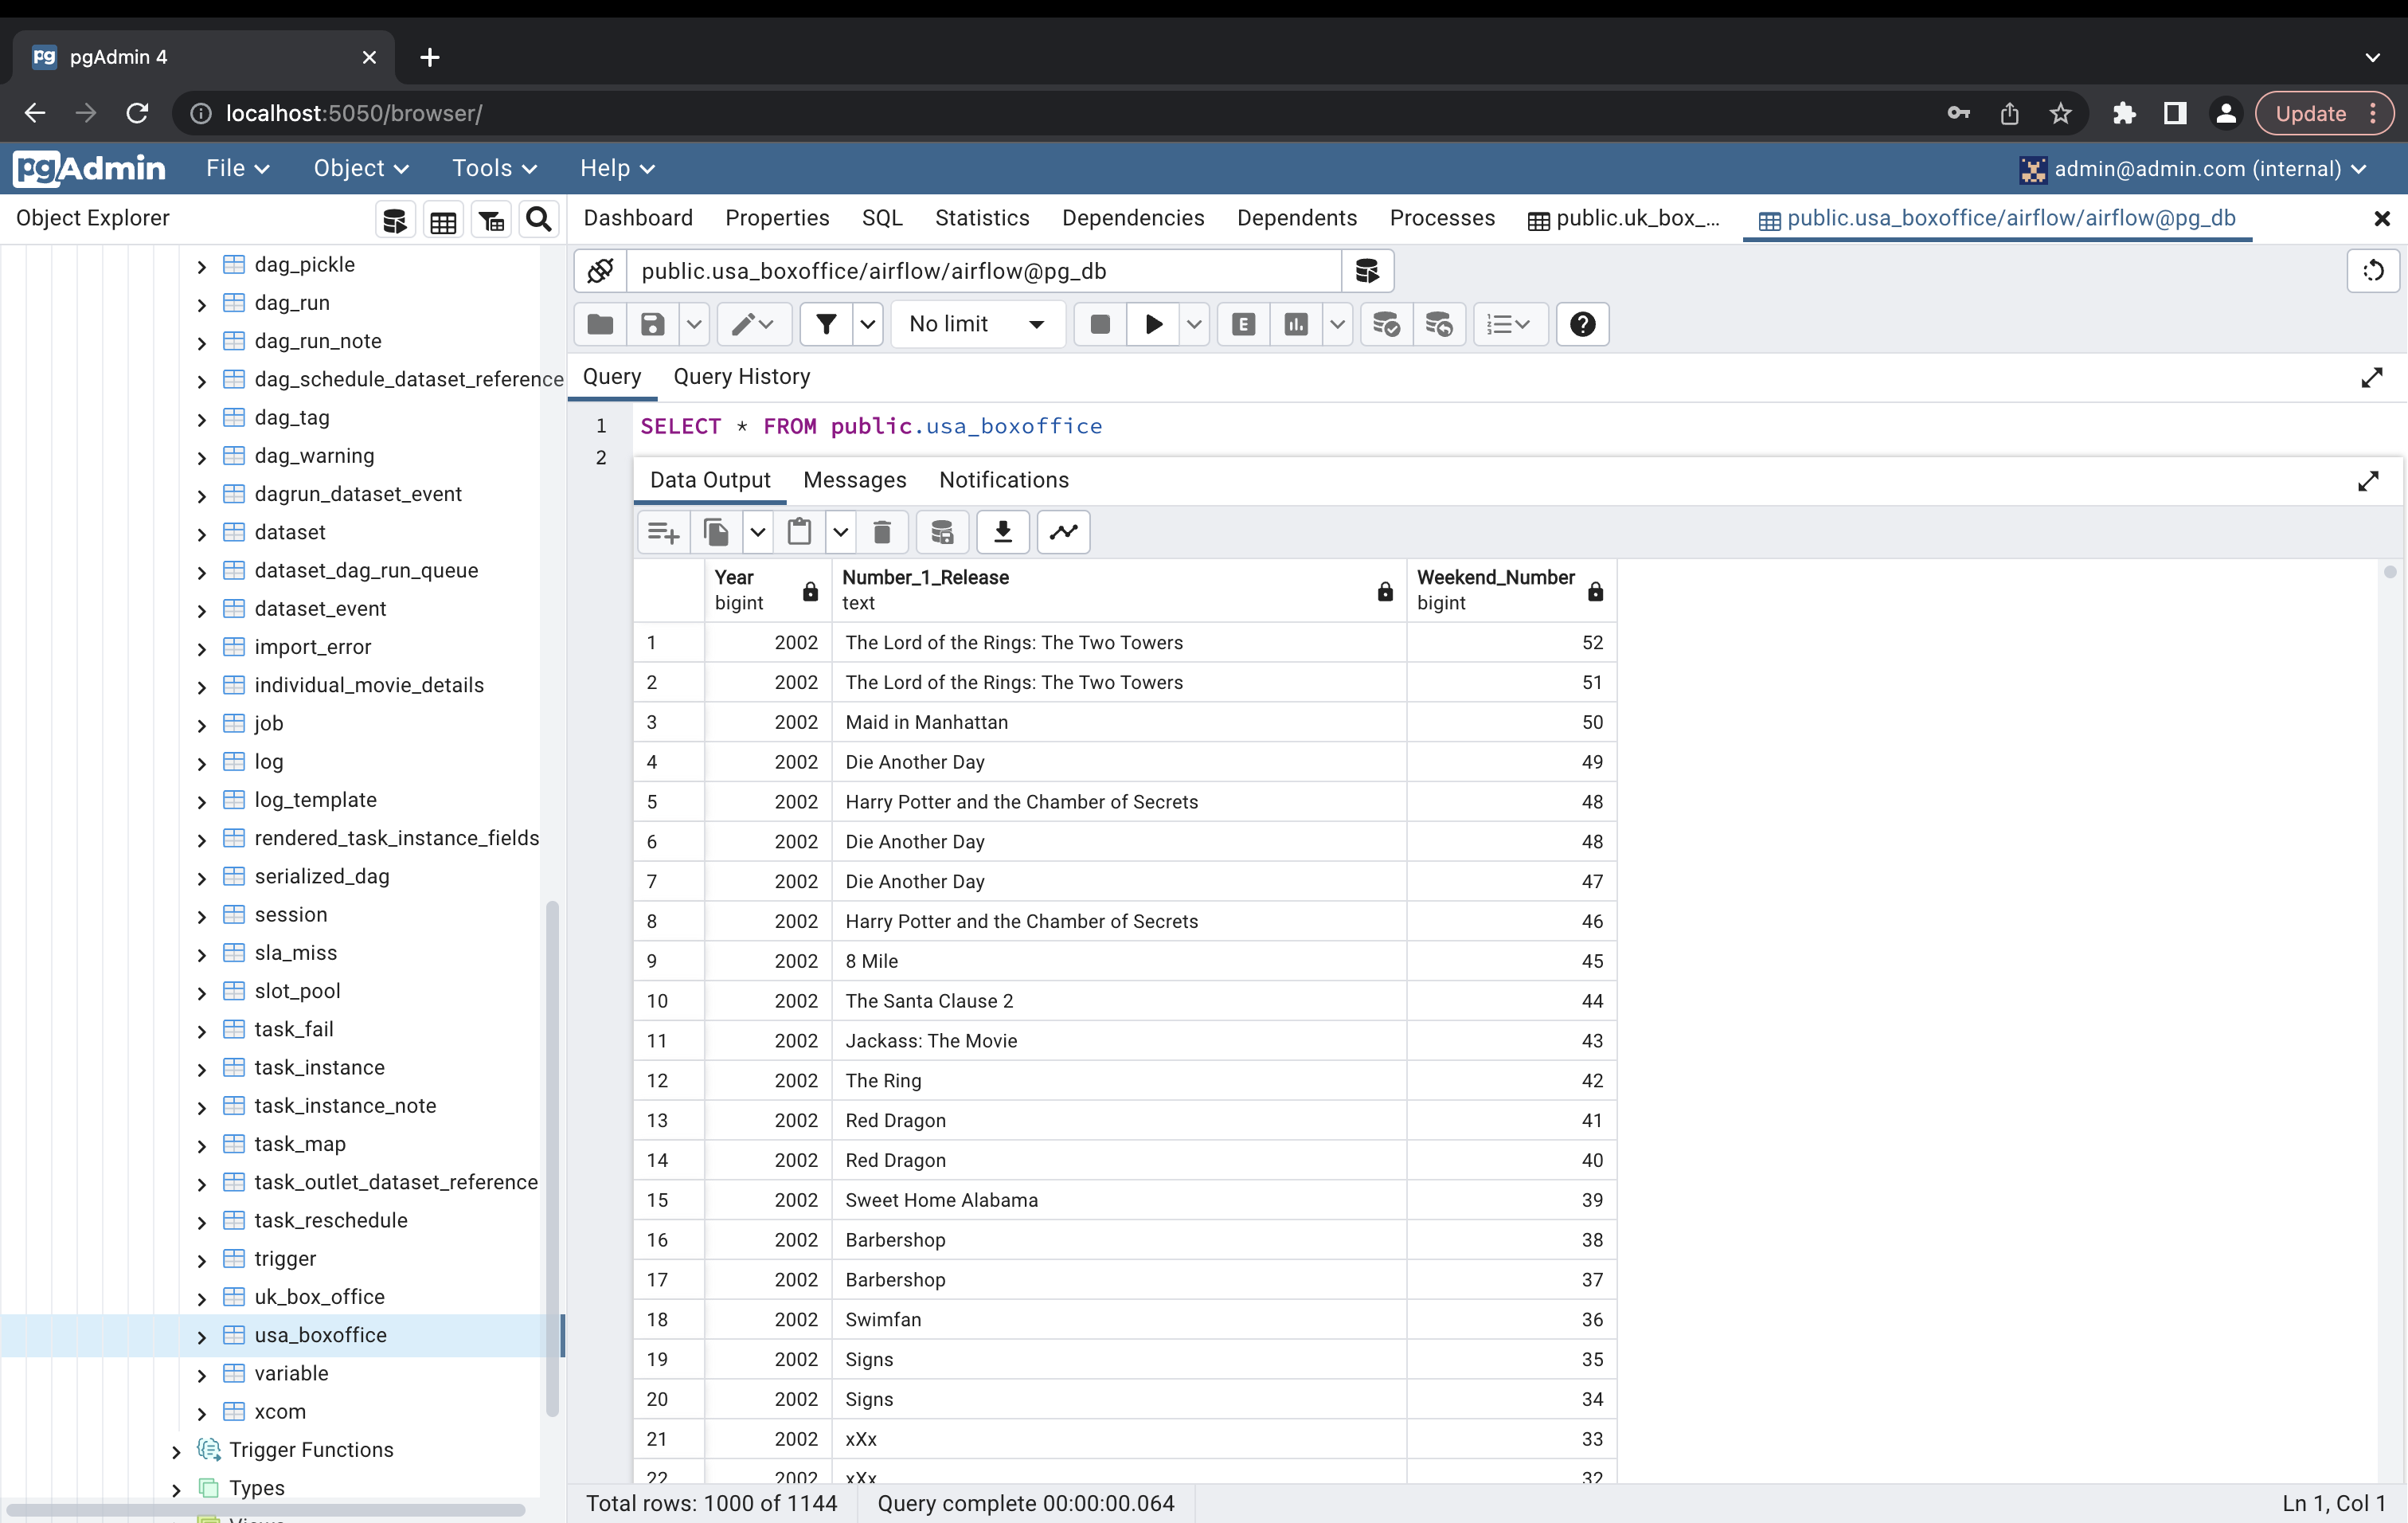 pgAdmin 4
localhost:5050/browser/
Update
pgAdmin File Object Tools Help admin@admin.com (internal)
Object Explorer
Dashboard Properties SQL Statistics Dependencies Dependents Processes public.uk_box_... public.usa_boxoffice/airflow/airflow@pg_db
dag_pickle
dag_run
dag_run_note
dag_schedule_dataset_reference
dag_tag
dag_warning
dagrun_dataset_event
dataset
dataset_dag_run_queue
dataset_event
import_error
individual_movie_details
job
log
log_template
rendered_task_instance_fields
serialized_dag
session
sla_miss
slot_pool
task_fail
task_instance
task_instance_note
task_map
task_outlet_dataset_reference
task_reschedule
trigger
uk_box_office
usa_boxoffice
variable
xcom
Trigger Functions
Types
public.usa_boxoffice/airflow/airflow@pg_db
No limit
E
Query Query History
1 SELECT * FROM public.usa_boxoffice
2
Data Output Messages Notifications
Year Number_1_Release Weekend_Number
bigint text bigint
1 2002 The Lord of the Rings: The Two Towers 52
2 2002 The Lord of the Rings: The Two Towers 51
3 2002 Maid in Manhattan 50
4 2002 Die Another Day 49
5 2002 Harry Potter and the Chamber of Secrets 48
6 2002 Die Another Day 48
7 2002 Die Another Day 47
8 2002 Harry Potter and the Chamber of Secrets 46
9 2002 8 Mile 45
10 2002 The Santa Clause 2 44
11 2002 Jackass: The Movie 43
12 2002 The Ring 42
13 2002 Red Dragon 41
14 2002 Red Dragon 40
15 2002 Sweet Home Alabama 39
16 2002 Barbershop 38
17 2002 Barbershop 37
18 2002 Swimfan 36
19 2002 Signs 35
20 2002 Signs 34
21 2002 xXx 33
22 2002 xXx 32
Total rows: 1000 of 1144 Query complete 00:00:00.064 Ln 1, Col 1